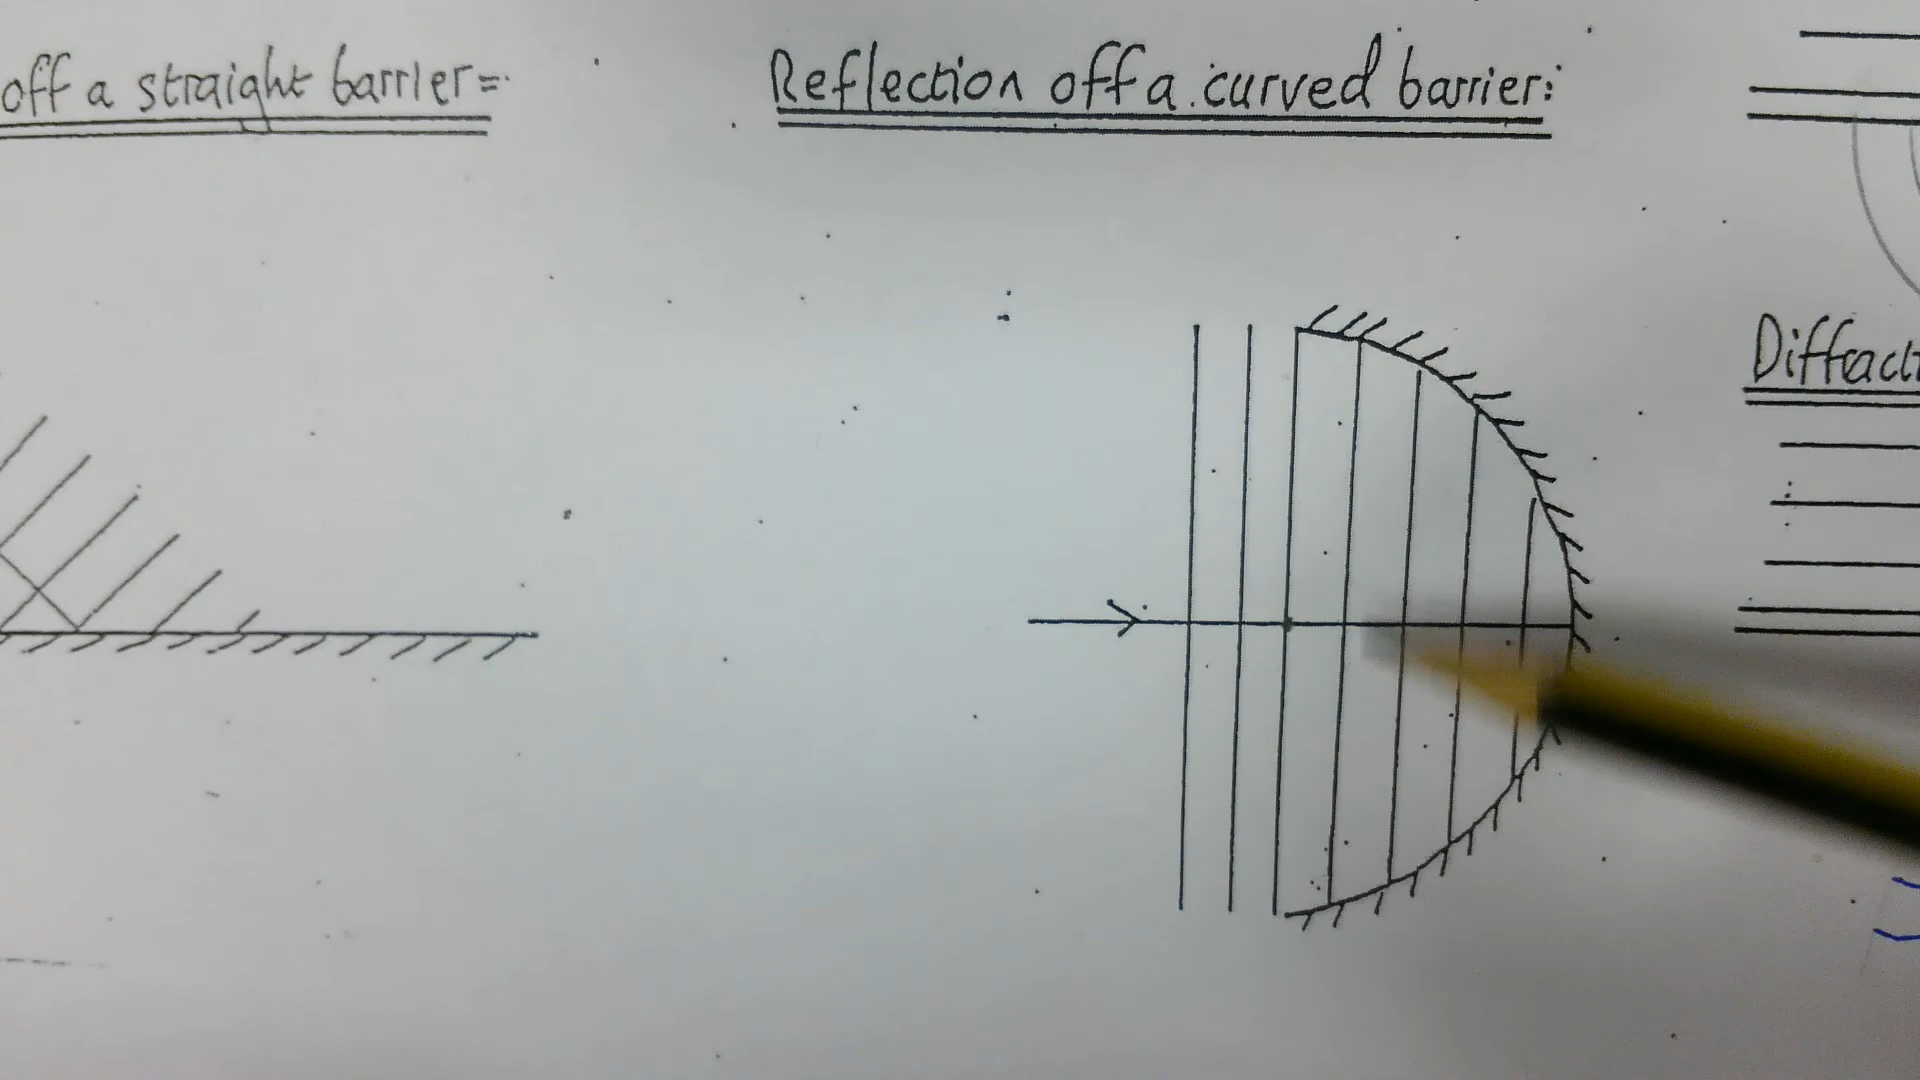 off a straight barrier=
Reflection off a curved barrier: